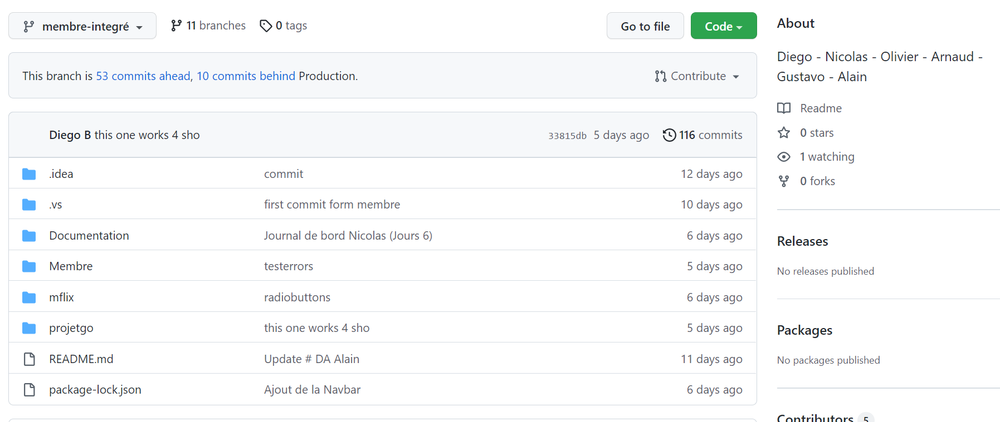 membre-integré
11 branches
0 tags
Go to file
Code
This branch is 53 commits ahead, 10 commits behind Production.
Contribute
Diego B this one works 4 sho
33815db 5 days ago
116 commits
.idea
commit
12 days ago
.vs
first commit form membre
10 days ago
Documentation
Journal de bord Nicolas (Jours 6)
6 days ago
Membre
testerrors
5 days ago
mflix
radiobuttons
6 days ago
projetgo
this one works 4 sho
5 days ago
README.md
Update # DA Alain
11 days ago
package-lock.json
Ajout de la Navbar
6 days ago
About
Diego - Nicolas - Olivier - Arnaud -
Gustavo - Alain
Readme
0 stars
1 watching
0 forks
Releases
No releases published
Packages
No packages published
Contributors 5